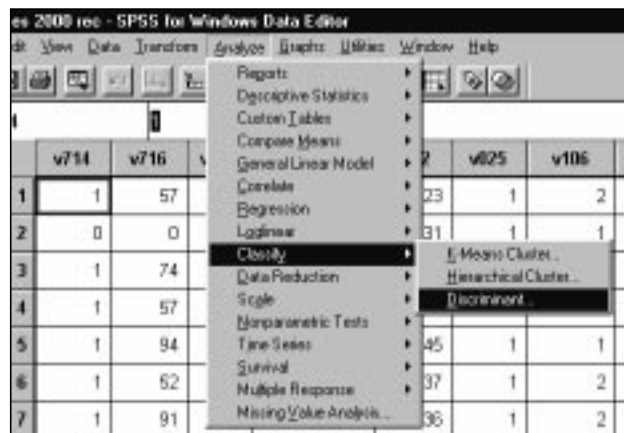 es 2000 rec - SPSS for Windows Data Editor
dit View Data Transform Analyze Graphs Utilities Window Help
1
v714 v716 v 2 v025 v106
1 1 57 23 1 2
2 0 0 31 1 1
3 1 74
4 1 57
5 1 94 45 1 1
6 1 52 37 1 2
7 1 91 36 1 2
Reports
Descriptive Statistics
Custom Tables
Compare Means
General Linear Model
Correlate
Regression
Loglinear
Classify
Data Reduction
Scale
Nonparametric Tests
Time Series
Survival
Multiple Response
Missing Value Analysis...
K-Means Cluster...
Hierarchical Cluster...
Discriminant...